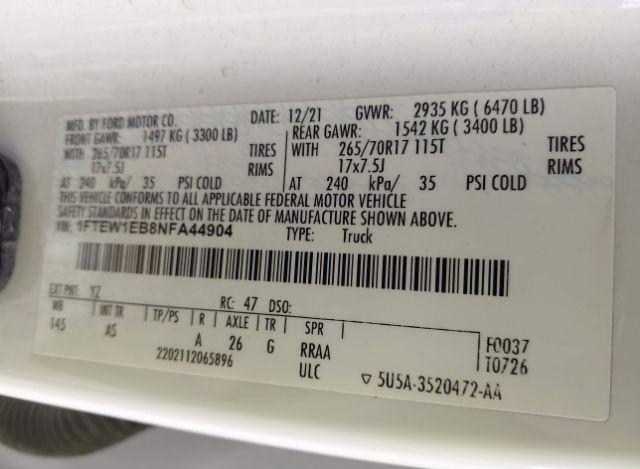 MFD. BY FORD MOTOR CO. DATE: 12/21 GVWR: 2935 KG ( 6470 LB)
FRONT GAWR: 1497 KG ( 3300 LB) REAR GAWR: 1542 KG ( 3400 LB)
WITH 265/70R17 115T TIRES WITH 265/70R17 115T TIRES
17x7.5J RIMS 17x7.5J RIMS
AT 240 kPa/ 35 PSI COLD AT 240 kPa/ 35 PSI COLD
THIS VEHICLE CONFORMS TO ALL APPLICABLE FEDERAL MOTOR VEHICLE
SAFETY STANDARDS IN EFFECT ON THE DATE OF MANUFACTURE SHOWN ABOVE.
VIN: 1FTEW1EB8NFA44904 TYPE: Truck
EXT PNT: YZ RC: 47 DSO:
WB INT TR TP/PS R AXLE TR SPR F0037
145 AS A 26 G RRAA T0726
2202112065896 ULC ▽ 5U5A-3520472-AA